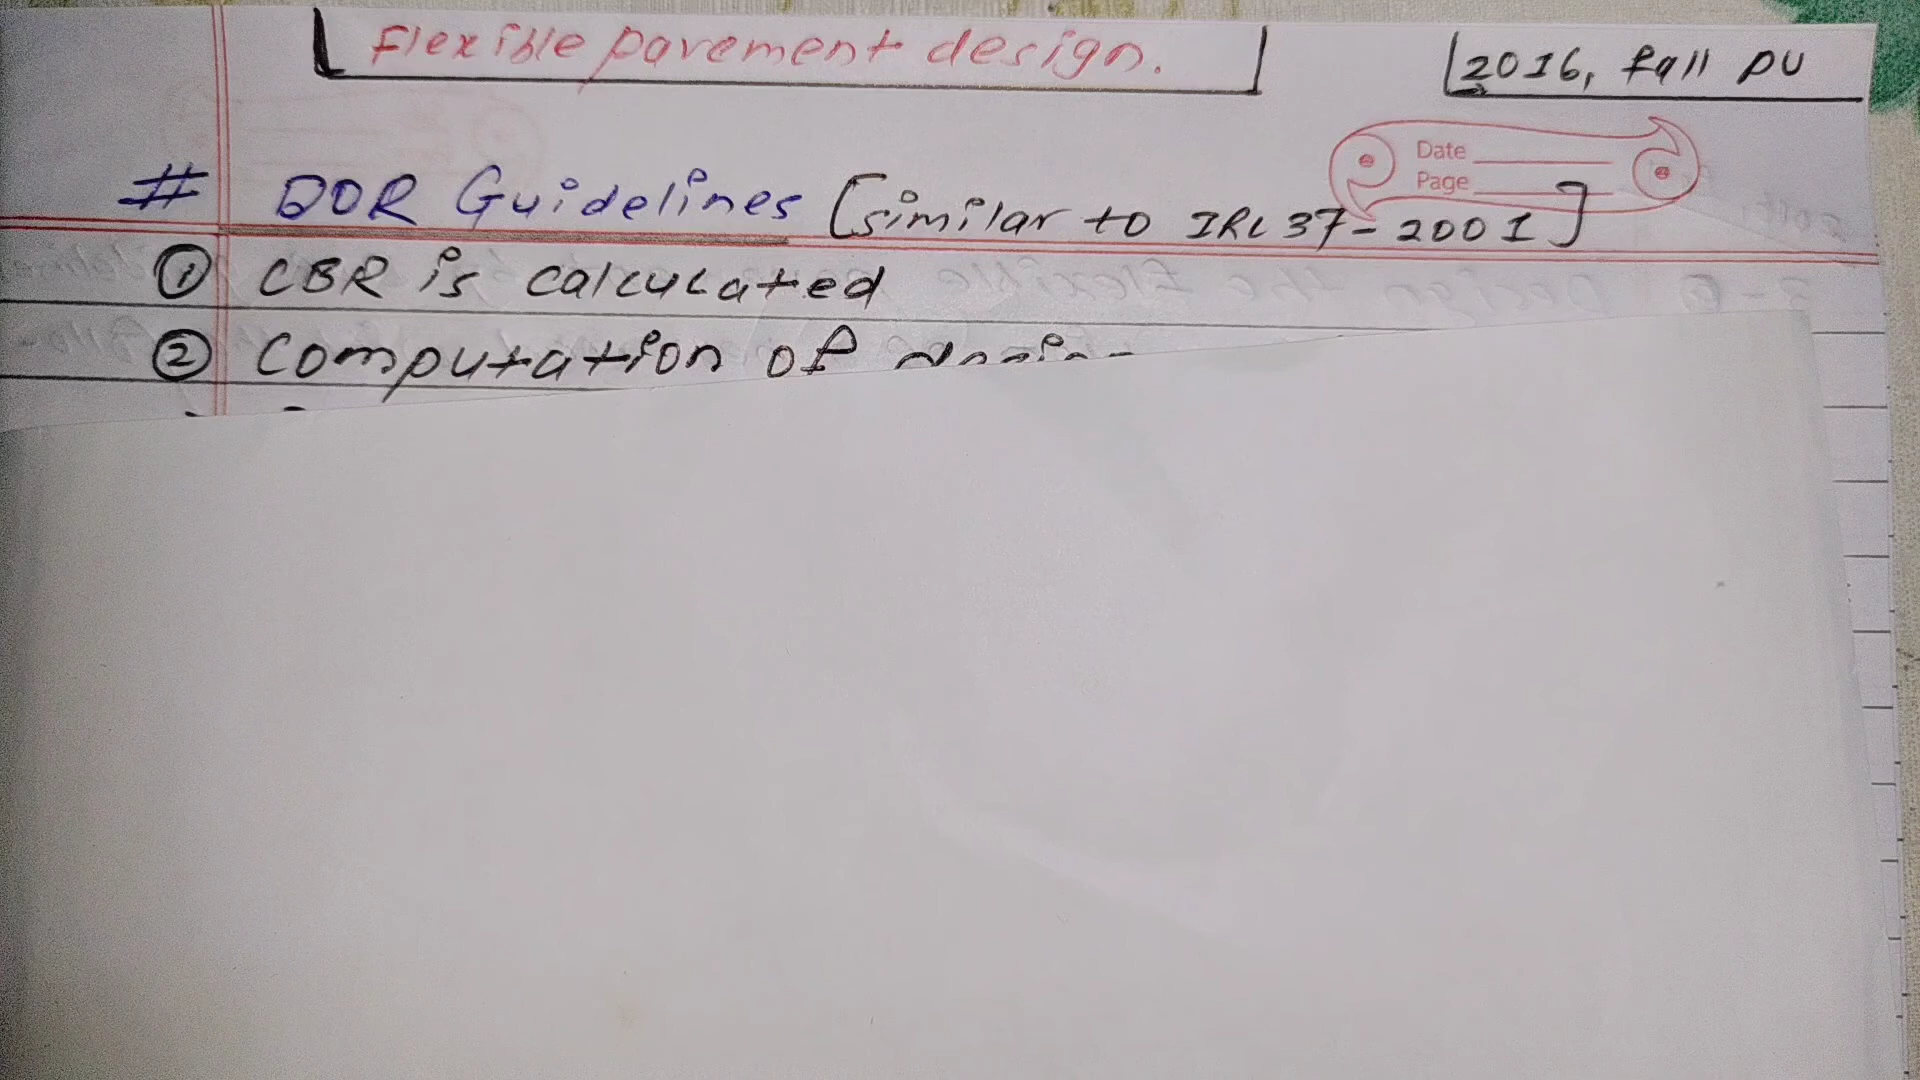 Flexible pavement design.
2016, fall PU
Date
Page
# DOR Guidelines [similar to IRC 37-2001]
① CBR is calculated
② Computation of